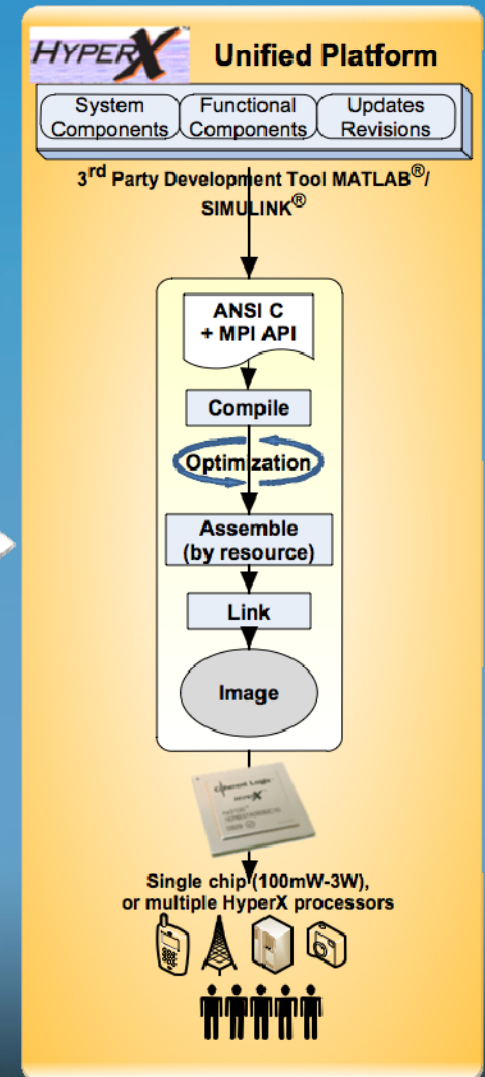 HYPERX Unified Platform
System Components
Functional Components
Updates Revisions
3rd Party Development Tool MATLAB®/
SIMULINK®
ANSI C
+ MPI API
Compile
Optimization
Assemble
(by resource)
Link
Image
HYPERX
Single chip (100mW-3W),
or multiple HyperX processors